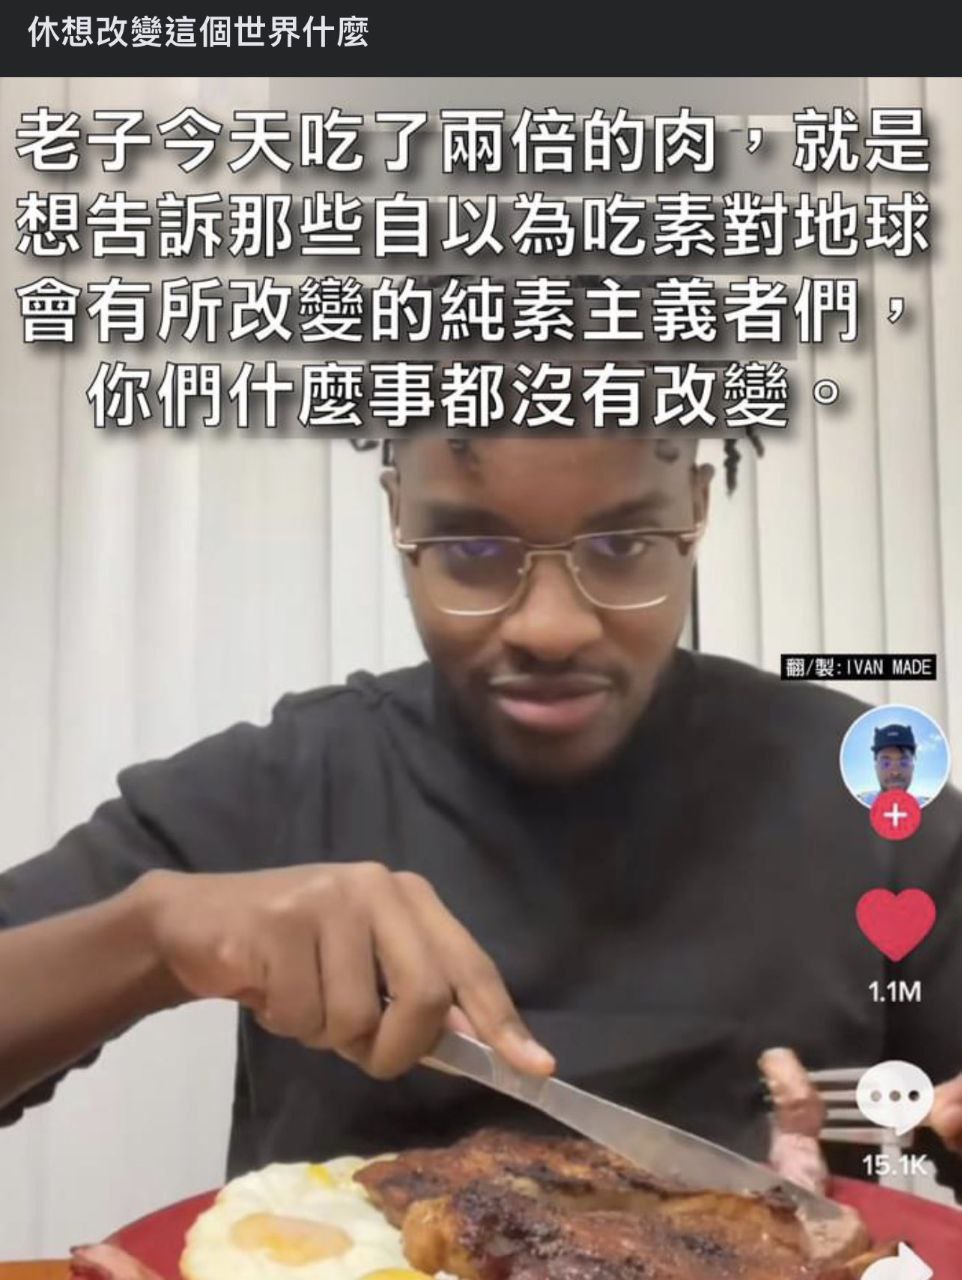 休想改變這個世界什麼
老子今天吃了兩倍的肉，就是
想告訴那些自以為吃素對地球
會有所改變的純素主義者們，
你們什麼事都沒有改變。
翻/製:IVAN MADE
1.1M
15.1K